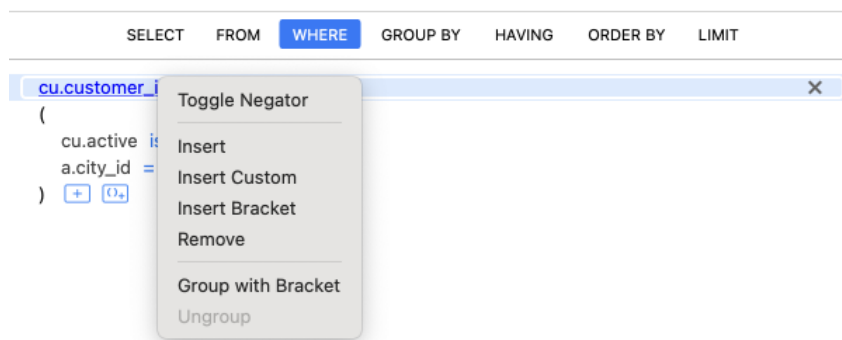 SELECT FROM WHERE GROUP BY HAVING ORDER BY LIMIT
cu.customer_i
Toggle Negator
(
cu.active is
Insert
a.city_id =
Insert Custom
)
Insert Bracket
Remove
Group with Bracket
Ungroup